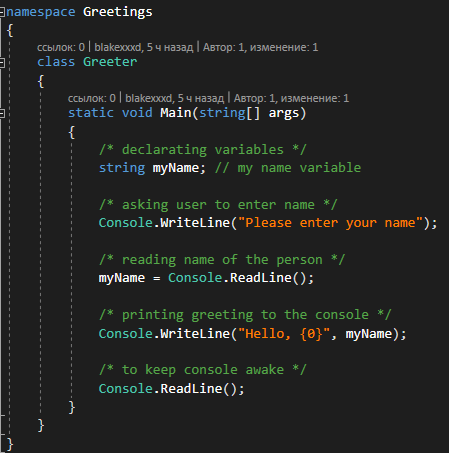 namespace Greetings
{
ссылок: 0 | blakexxxd, 5 ч назад | Автор: 1, изменение: 1
class Greeter
{
ссылок: 0 | blakexxxd, 5 ч назад | Автор: 1, изменение: 1
static void Main(string[] args)
{
/* declarating variables */
string myName; // my name variable
/* asking user to enter name */
Console.WriteLine("Please enter your name");
/* reading name of the person */
myName = Console.ReadLine();
/* printing greeting to the console */
Console.WriteLine("Hello, {0}", myName);
/* to keep console awake */
Console.ReadLine();
}
}
}